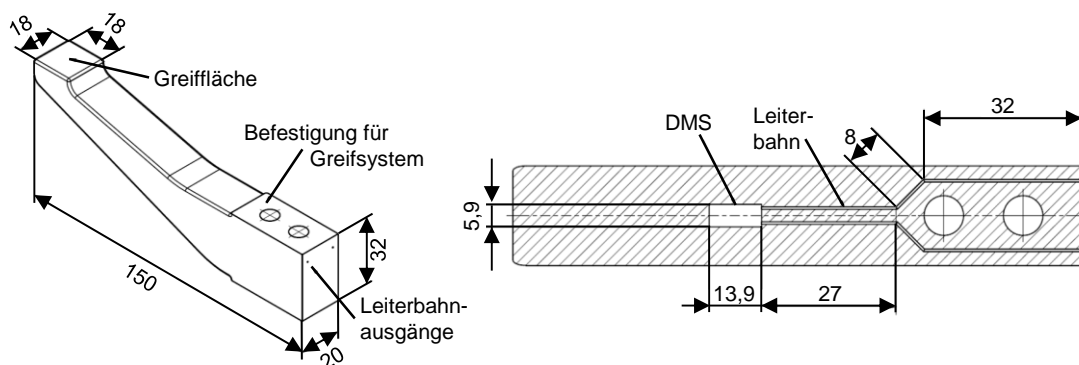 18
18
Greiffläche
Befestigung für
Greifsystem
32
150
Leiterbahn-
ausgänge
20
DMS
Leiter-
bahn
8
32
5,9
13,9
27